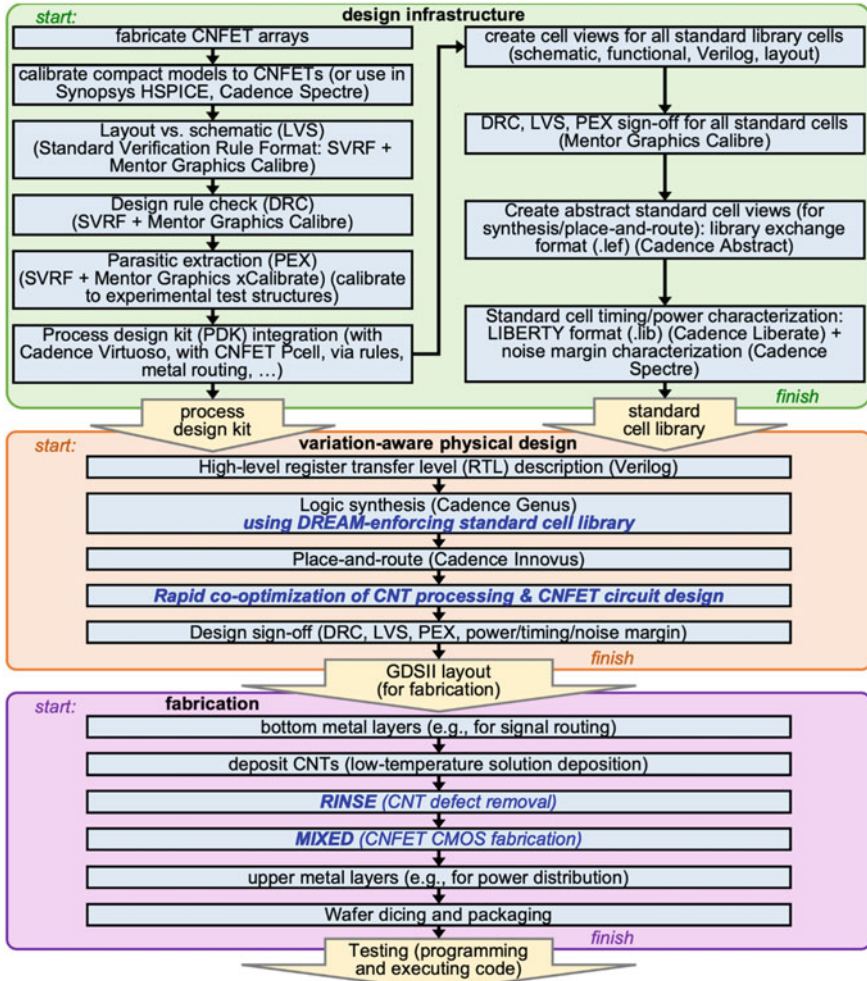 start:
design infrastructure
fabricate CNFET arrays
calibrate compact models to CNFETs (or use in
Synopsys HSPICE, Cadence Spectre)
Layout vs. schematic (LVS)
(Standard Verification Rule Format: SVRF +
Mentor Graphics Calibre)
Design rule check (DRC)
(SVRF + Mentor Graphics Calibre)
Parasitic extraction (PEX)
(SVRF + Mentor Graphics xCalibrate) (calibrate
to experimental test structures)
Process design kit (PDK) integration (with
Cadence Virtuoso, with CNFET Pcell, via rules,
metal routing, …)
create cell views for all standard library cells
(schematic, functional, Verilog, layout)
DRC, LVS, PEX sign-off for all standard cells
(Mentor Graphics Calibre)
Create abstract standard cell views (for
synthesis/place-and-route): library exchange
format (.lef) (Cadence Abstract)
Standard cell timing/power characterization:
LIBERTY format (.lib) (Cadence Liberate) +
noise margin characterization (Cadence
Spectre)
finish
process
design kit
standard
cell library
start:
variation-aware physical design
High-level register transfer level (RTL) description (Verilog)
Logic synthesis (Cadence Genus)
using DREAM-enforcing standard cell library
Place-and-route (Cadence Innovus)
Rapid co-optimization of CNT processing & CNFET circuit design
Design sign-off (DRC, LVS, PEX, power/timing/noise margin)
finish
GDSII layout
(for fabrication)
start:
fabrication
bottom metal layers (e.g., for signal routing)
deposit CNTs (low-temperature solution deposition)
RINSE (CNT defect removal)
MIXED (CNFET CMOS fabrication)
upper metal layers (e.g., for power distribution)
Wafer dicing and packaging
finish
Testing (programming
and executing code)